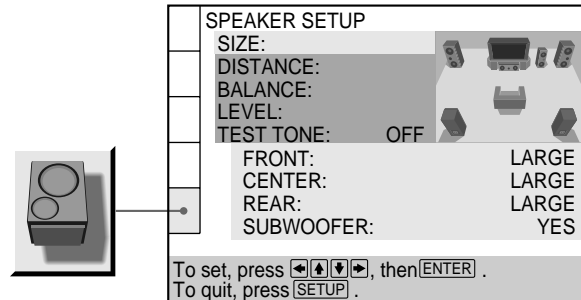 SPEAKER SETUP
SIZE:
DISTANCE:
BALANCE:
LEVEL:
TEST TONE: OFF
FRONT: LARGE
CENTER: LARGE
REAR: LARGE
SUBWOOFER: YES
To set, press ←↑↓→, then ENTER .
To quit, press SETUP .